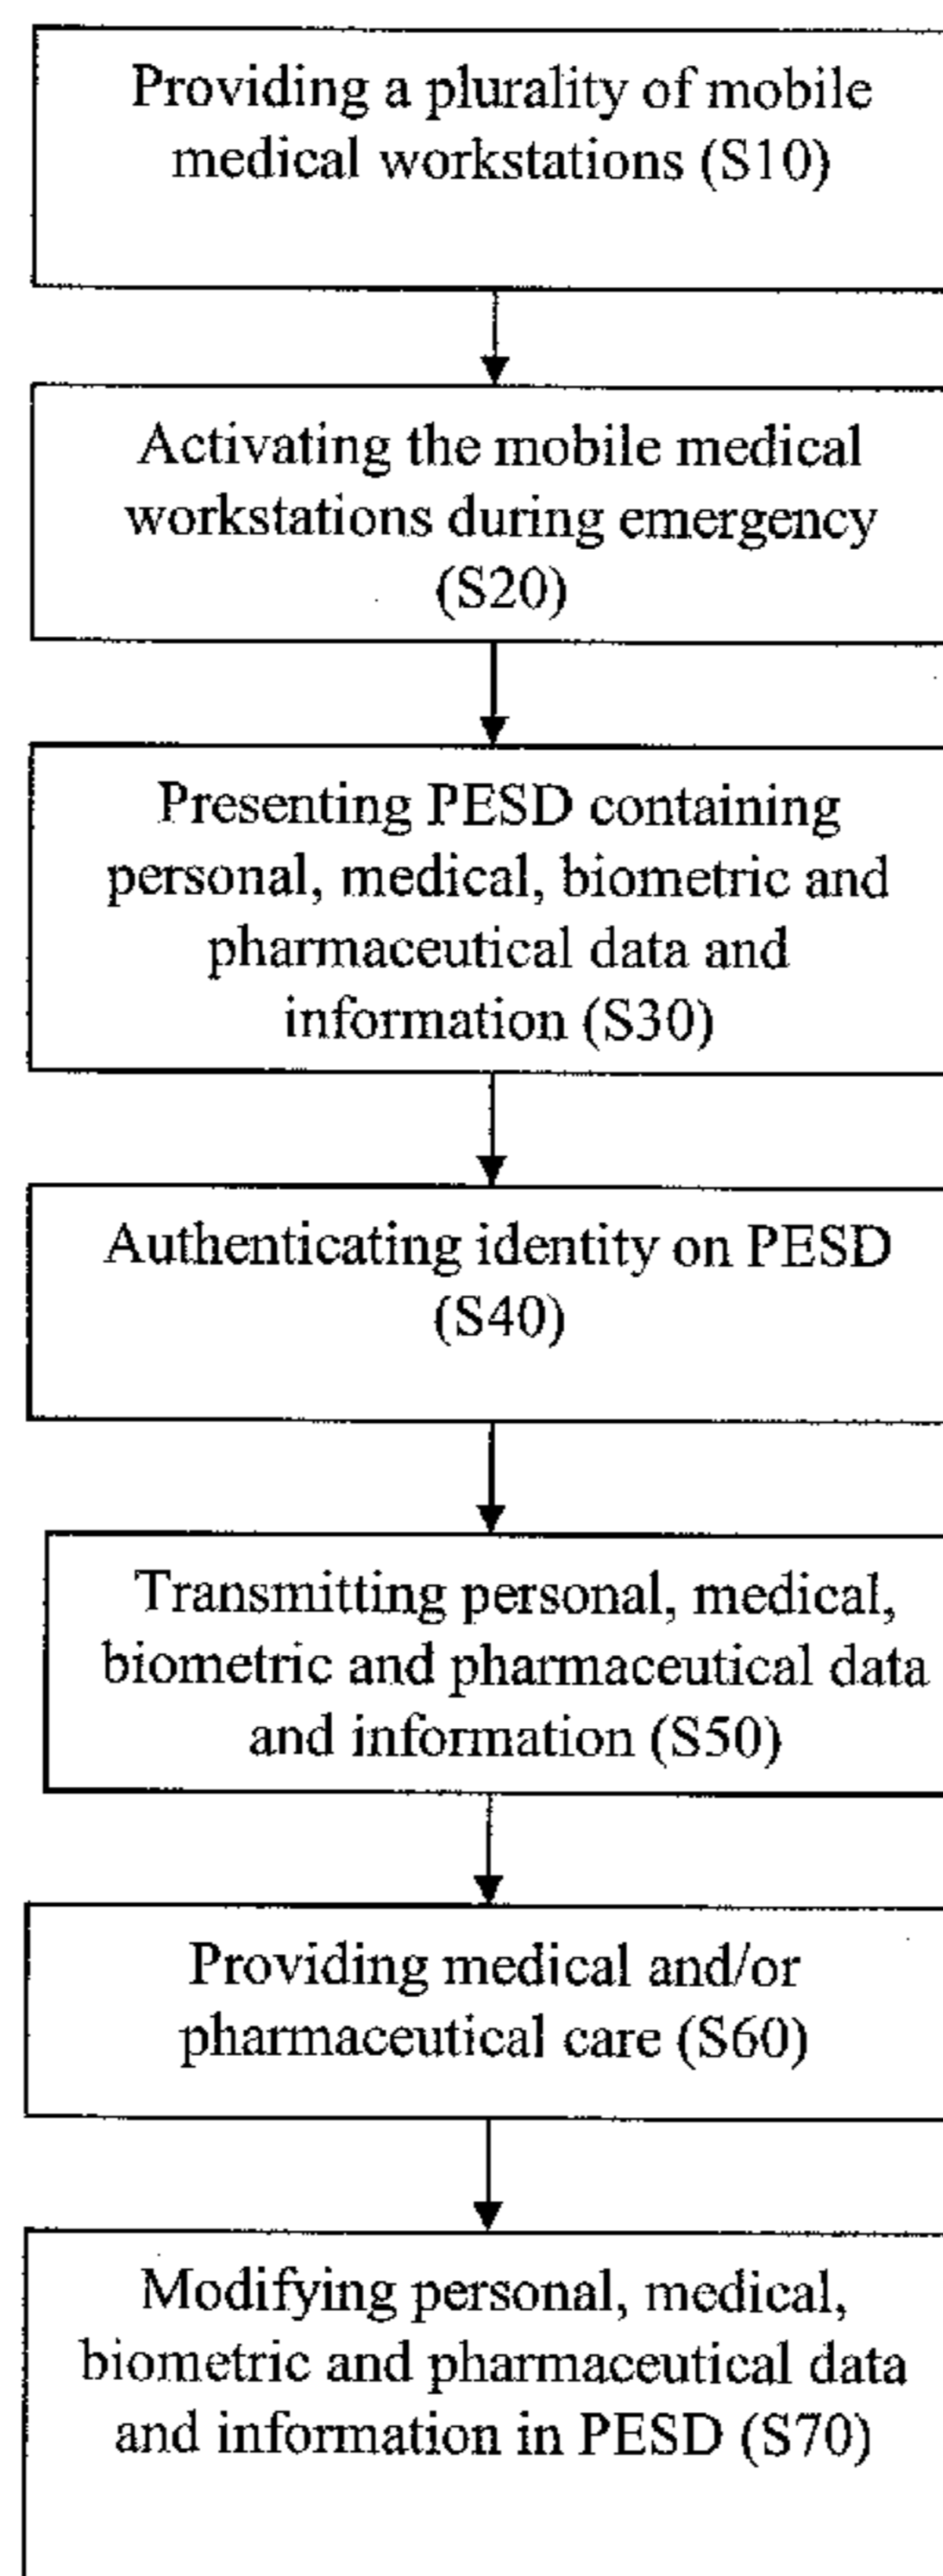 Providing a plurality of mobile
medical workstations (S10)
Activating the mobile medical
workstations during emergency
(S20)
Presenting PESD containing
personal, medical, biometric and
pharmaceutical data and
information (S30)
Authenticating identity on PESD
(S40)
Transmitting personal, medical,
biometric and pharmaceutical data
and information (S50)
Providing medical and/or
pharmaceutical care (S60)
Modifying personal, medical,
biometric and pharmaceutical data
and information in PESD (S70)